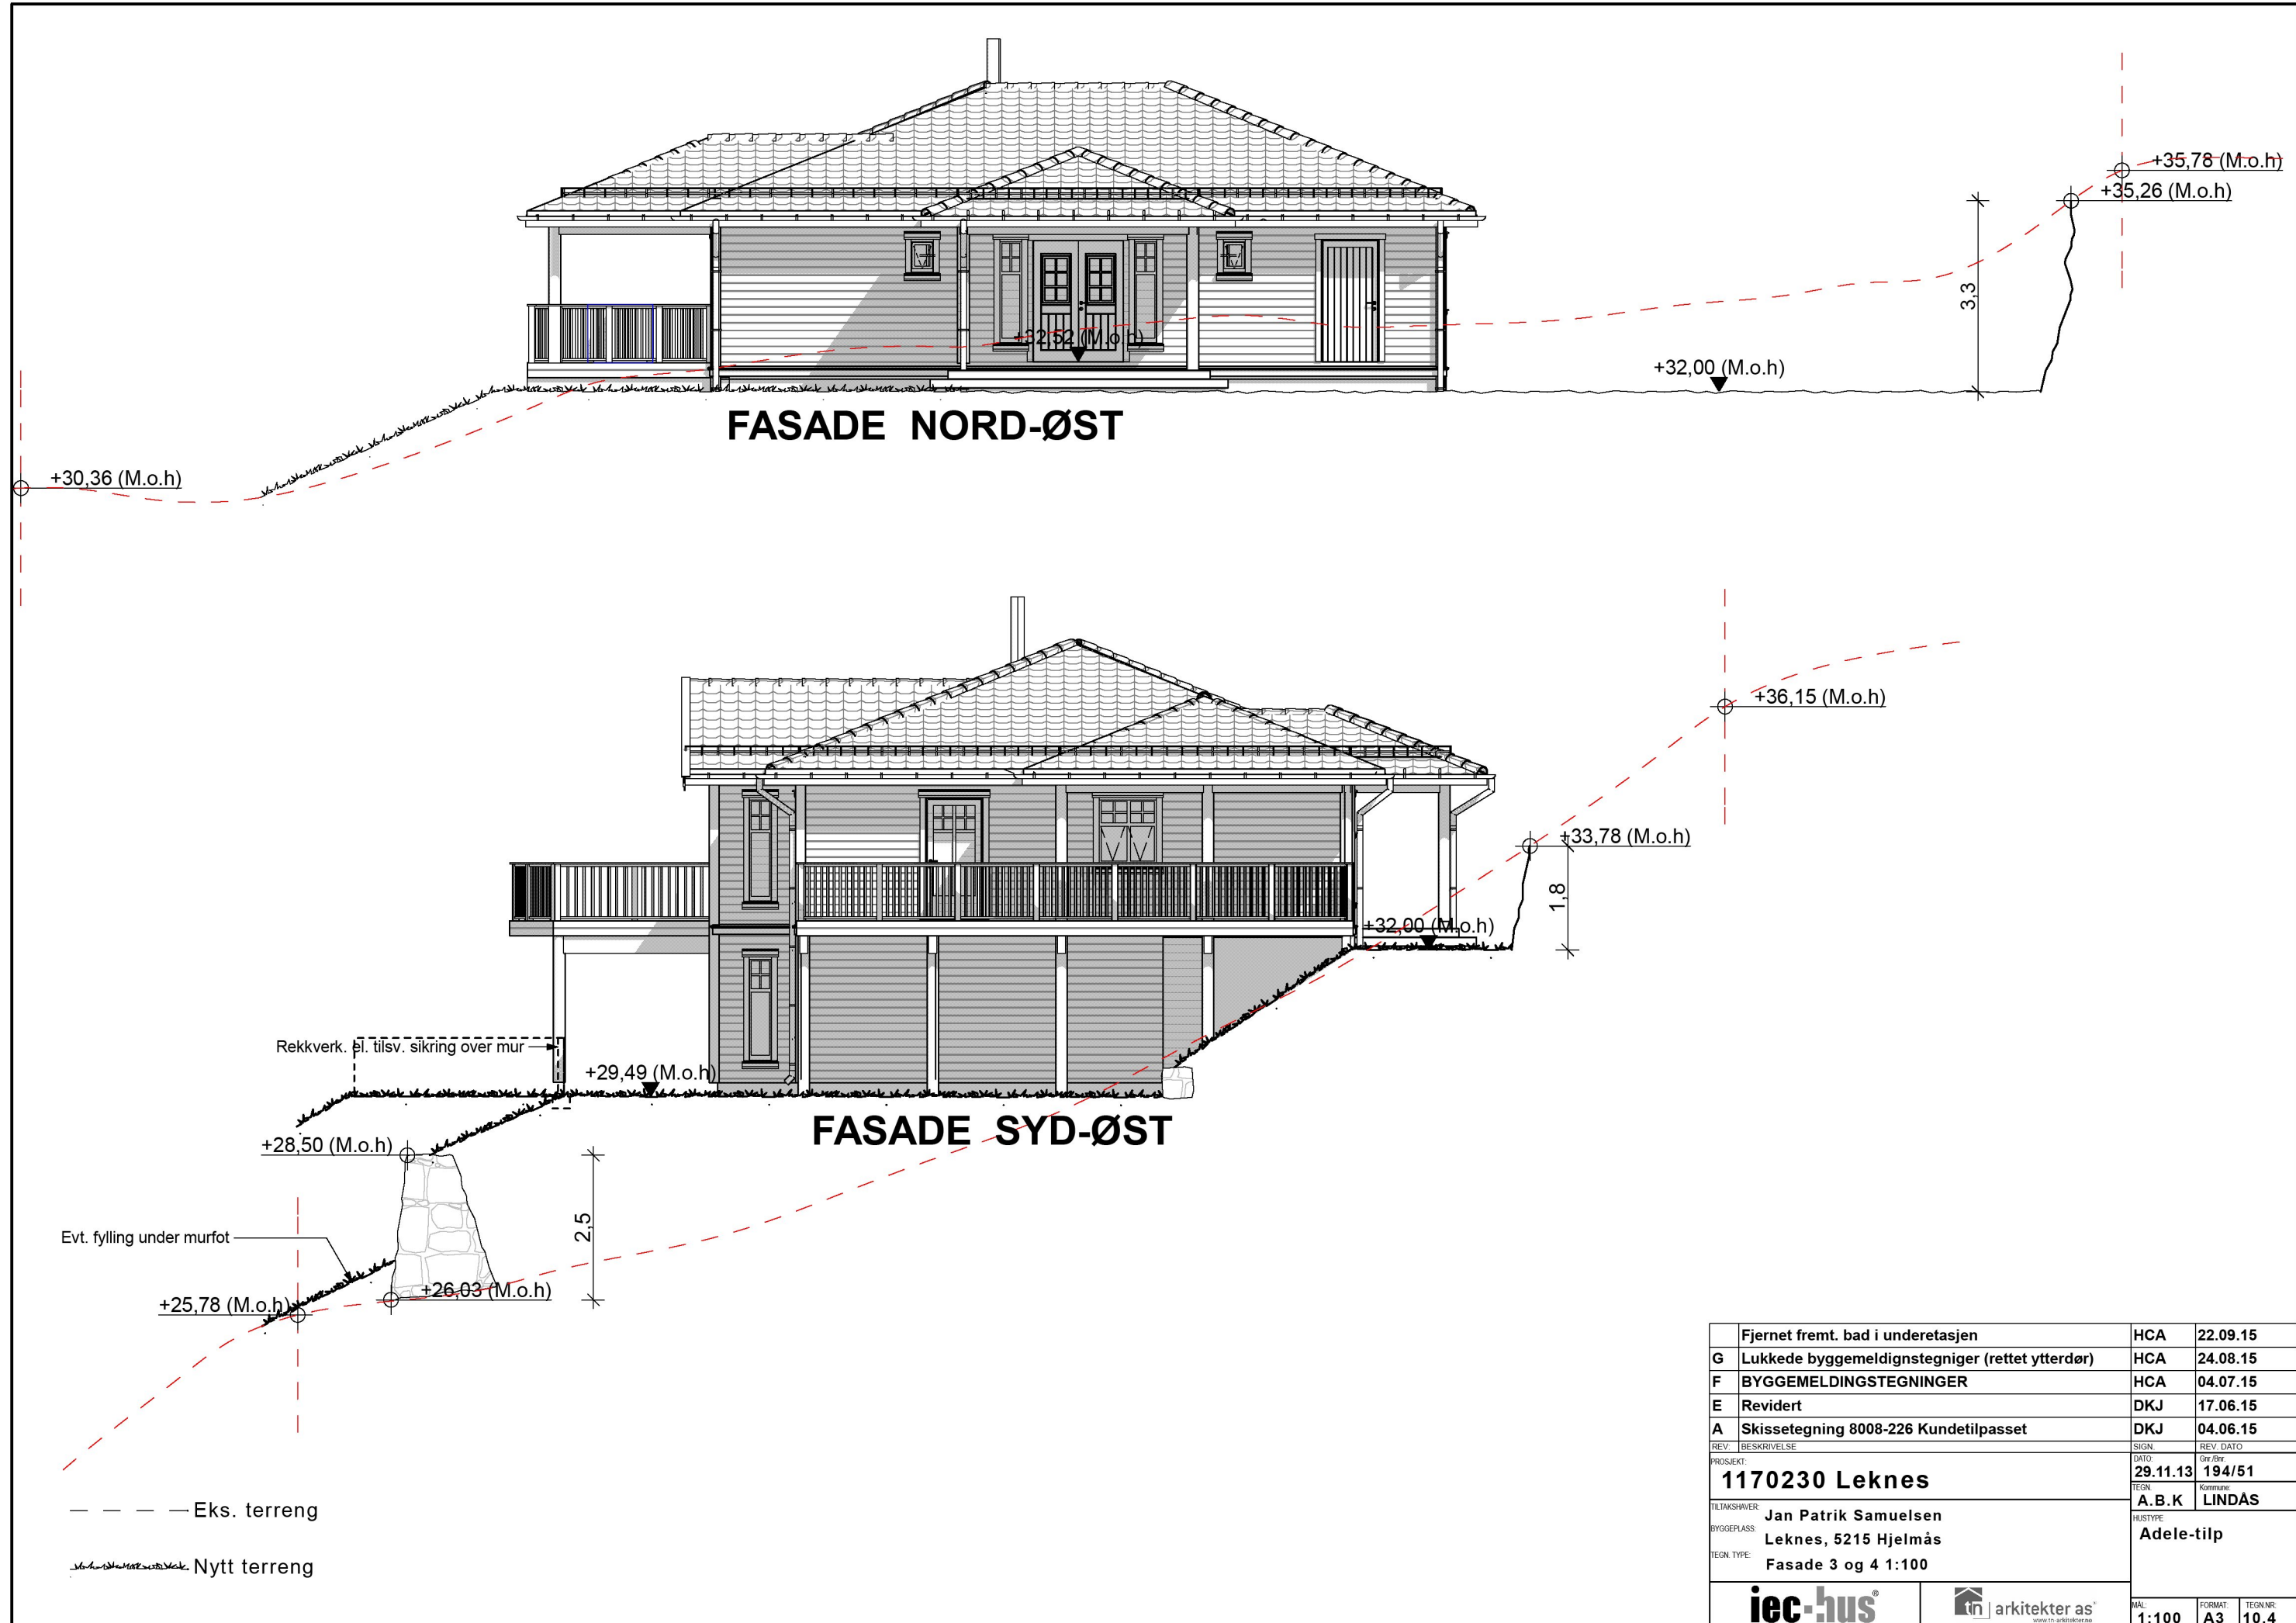 +35,78 (M.o.h)
+35,26 (M.o.h)
3,3
+32,52 (M.o.h)
+32,00 (M.o.h)
FASADE NORD-ØST
+30,36 (M.o.h)
+36,15 (M.o.h)
+33,78 (M.o.h)
1,8
+32,00 (M.o.h)
Rekkverk. el. tilsv. sikring over mur
+29,49 (M.o.h)
FASADE SYD-ØST
+28,50 (M.o.h)
2,5
Evt. fylling under murfot
+26,03 (M.o.h)
+25,78 (M.o.h)
Eks. terreng
Nytt terreng
Fjernet fremt. bad i underetasjen HCA 22.09.15
G Lukkede byggemeldignstegniger (rettet ytterdør) HCA 24.08.15
F BYGGEMELDINGSTEGNINGER HCA 04.07.15
E Revidert DKJ 17.06.15
A Skissetegning 8008-226 Kundetilpasset DKJ 04.06.15
REV. BESKRIVELSE SIGN. REV. DATO
PROSJEKT: DATO: Gnr./Bnr.
1170230 Leknes 29.11.13 194/51
TEGN. Kommune:
A.B.K LINDÅS
TILTAKSHAVER: Jan Patrik Samuelsen
HUSTYPE
BYGGEPLASS: Leknes, 5215 Hjelmås
Adele-tilp
TEGN. TYPE: Fasade 3 og 4 1:100
iec-hus®
tn arkitekter as
www.tn-arkitekter.no
MÅL: FORMAT: TEGN.NR:
1:100 A3 10.4